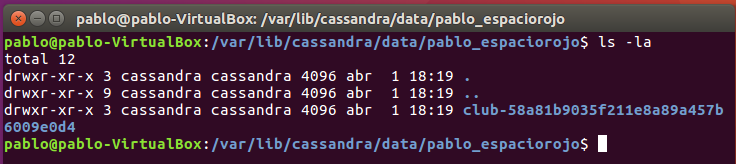 pablo@pablo-VirtualBox: /var/lib/cassandra/data/pablo_espaciorojo
pablo@pablo-VirtualBox:/var/lib/cassandra/data/pablo_espaciorojo$ ls -la
total 12
drwxr-xr-x 3 cassandra cassandra 4096 abr  1 18:19 .
drwxr-xr-x 9 cassandra cassandra 4096 abr  1 18:19 ..
drwxr-xr-x 3 cassandra cassandra 4096 abr  1 18:19 club-58a81b9035f211e8a89a457b
6009e0d4
pablo@pablo-VirtualBox:/var/lib/cassandra/data/pablo_espaciorojo$